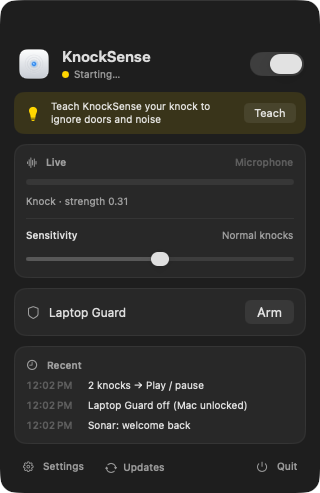 KnockSense
Starting...
Teach KnockSense your knock to
ignore doors and noise
Teach
Live
Microphone
Knock · strength 0.31
Sensitivity
Normal knocks
Laptop Guard
Arm
Recent
12:02 PM 2 knocks → Play / pause
12:02 PM Laptop Guard off (Mac unlocked)
12:02 PM Sonar: welcome back
Settings
Updates
Quit